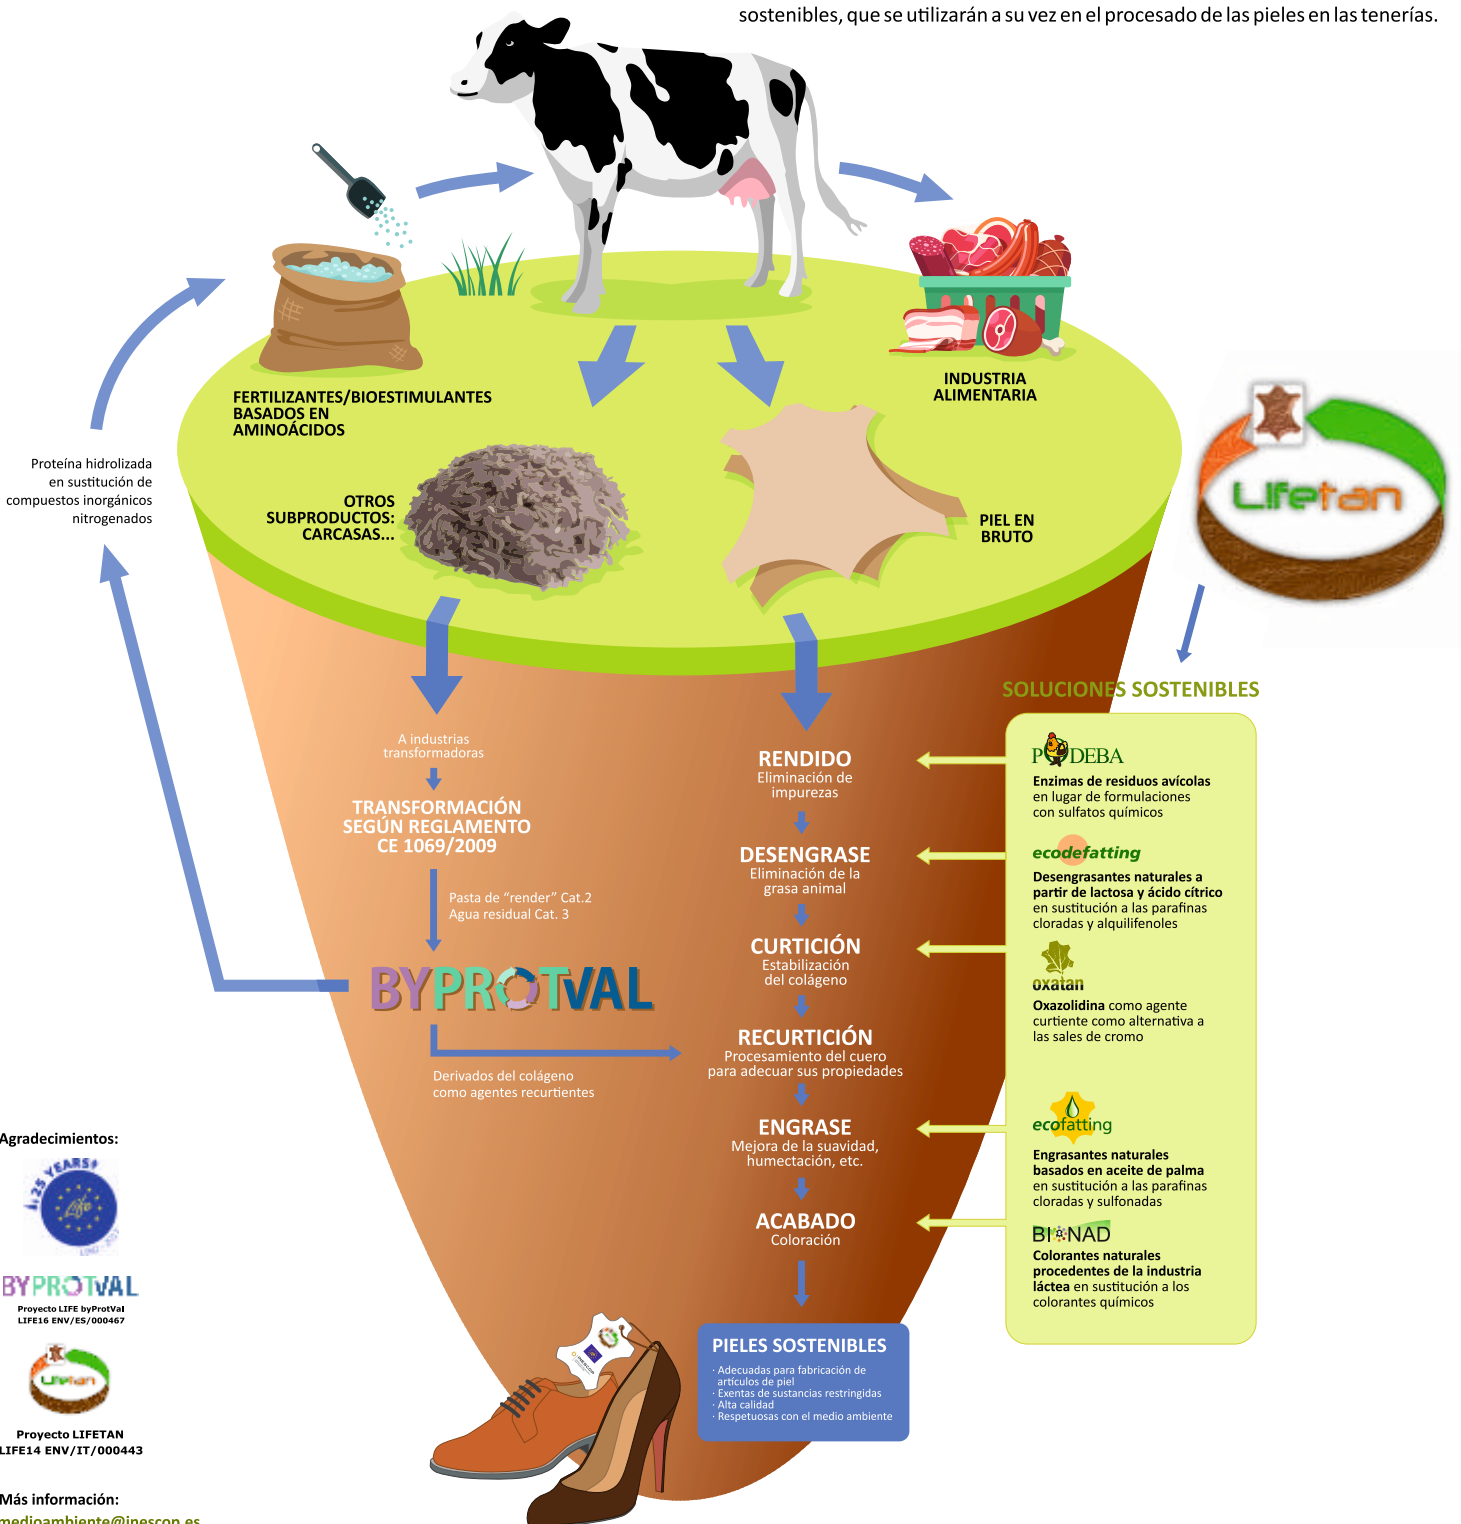 sostenibles, que se utilizarán a su vez en el procesado de las pieles en las tenerías.
FERTILIZANTES/BIOESTIMULANTES
BASADOS EN
AMINOÁCIDOS
INDUSTRIA
ALIMENTARIA
Proteína hidrolizada
en sustitución de
compuestos inorgánicos
nitrogenados
OTROS
SUBPRODUCTOS:
CARCASAS...
PIEL EN
BRUTO
Lifetan
A industrias
transformadoras
TRANSFORMACIÓN
SEGÚN REGLAMENTO
CE 1069/2009
Pasta de “render” Cat.2
Agua residual Cat. 3
BYPROTVAL
Derivados del colágeno
como agentes recurtientes
RENDIDO
Eliminación de
impurezas
DESENGRASE
Eliminación de la
grasa animal
CURTICIÓN
Estabilización
del colágeno
RECURTICIÓN
Procesamiento del cuero
para adecuar sus propiedades
ENGRASE
Mejora de la suavidad,
humectación, etc.
ACABADO
Coloración
SOLUCIONES SOSTENIBLES
PODEBA
Enzimas de residuos avícolas
en lugar de formulaciones
con sulfatos químicos
ecodefatting
Desengrasantes naturales a
partir de lactosa y ácido cítrico
en sustitución a las parafinas
cloradas y alquilifenoles
oxatan
Oxazolidina como agente
curtiente como alternativa a
las sales de cromo
ecofatting
Engrasantes naturales
basados en aceite de palma
en sustitución a las parafinas
cloradas y sulfonadas
BIONAD
Colorantes naturales
procedentes de la industria
láctea en sustitución a los
colorantes químicos
PIELES SOSTENIBLES
· Adecuadas para fabricación de
artículos de piel
· Exentas de sustancias restringidas
· Alta calidad
· Respetuosas con el medio ambiente
INESCOP
Agradecimientos:
25 YEARS
Life
BYPROTVAL
Proyecto LIFE byProtVal
LIFE16 ENV/ES/000467
Lifetan
Proyecto LIFETAN
LIFE14 ENV/IT/000443
Más información:
medioambiente@inescop.es